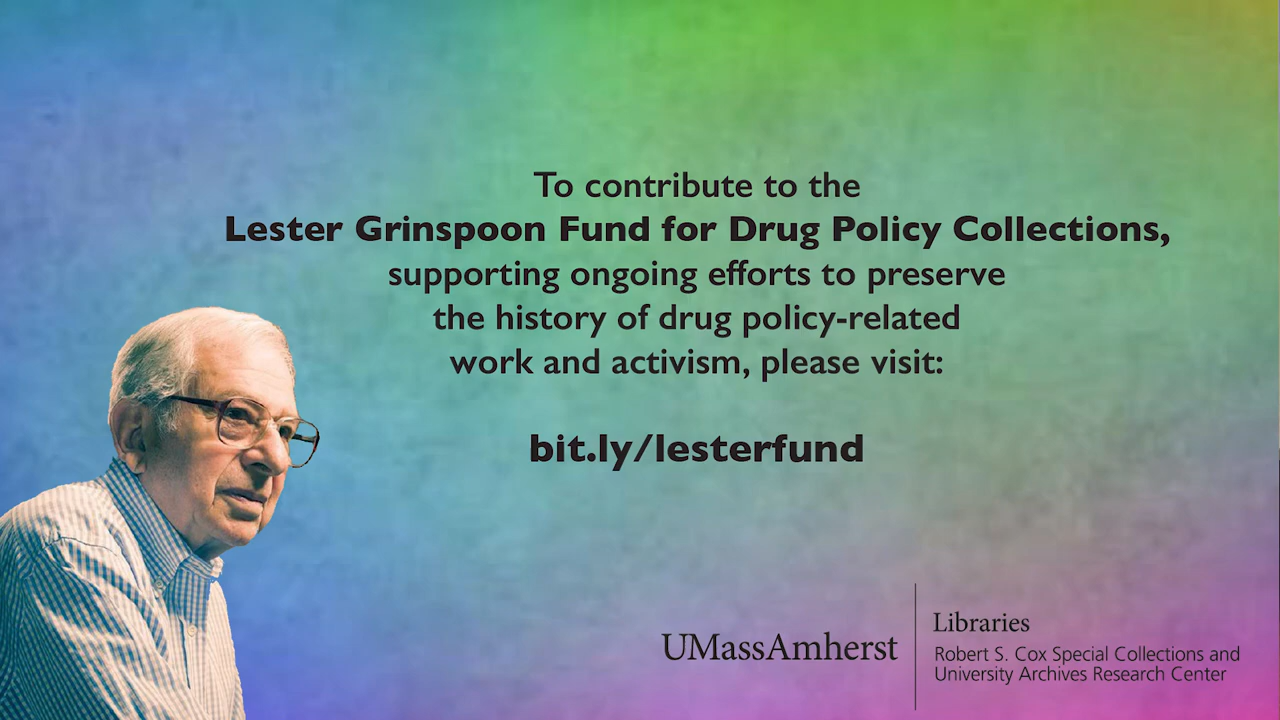 To contribute to the
Lester Grinspoon Fund for Drug Policy Collections,
supporting ongoing efforts to preserve
the history of drug policy-related
work and activism, please visit:
bit.ly/lesterfund
UMassAmherst
Libraries
Robert S. Cox Special Collections and
University Archives Research Center